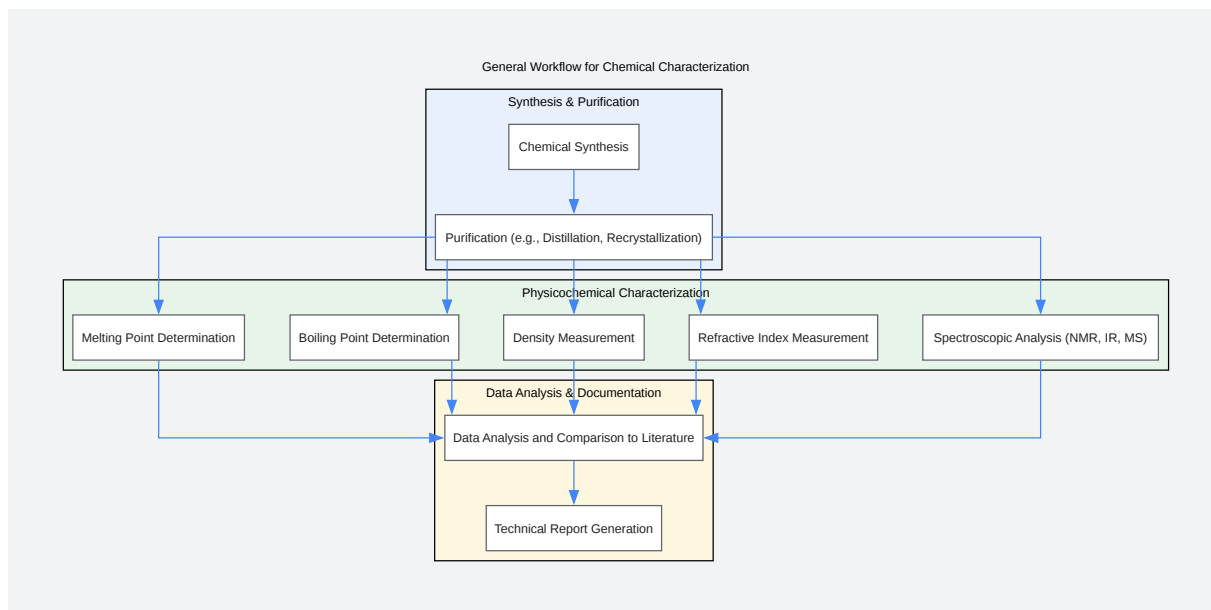 General Workflow for Chemical Characterization
Synthesis & Purification
Chemical Synthesis
Purification (e.g., Distillation, Recrystallization)
Physicochemical Characterization
Melting Point Determination
Boiling Point Determination
Density Measurement
Refractive Index Measurement
Spectroscopic Analysis (NMR, IR, MS)
Data Analysis & Documentation
Data Analysis and Comparison to Literature
Technical Report Generation